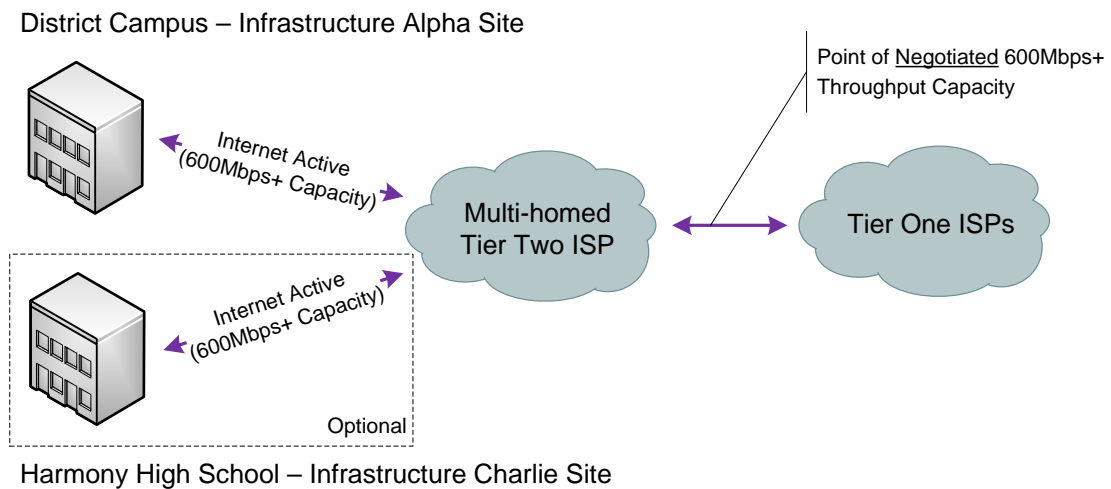 District Campus – Infrastructure Alpha Site
Point of Negotiated 600Mbps+
Throughput Capacity
Internet Active
(600Mbps+ Capacity)
Multi-homed
Tier Two ISP
Tier One ISPs
Internet Active
(600Mbps+ Capacity)
Optional
Harmony High School – Infrastructure Charlie Site